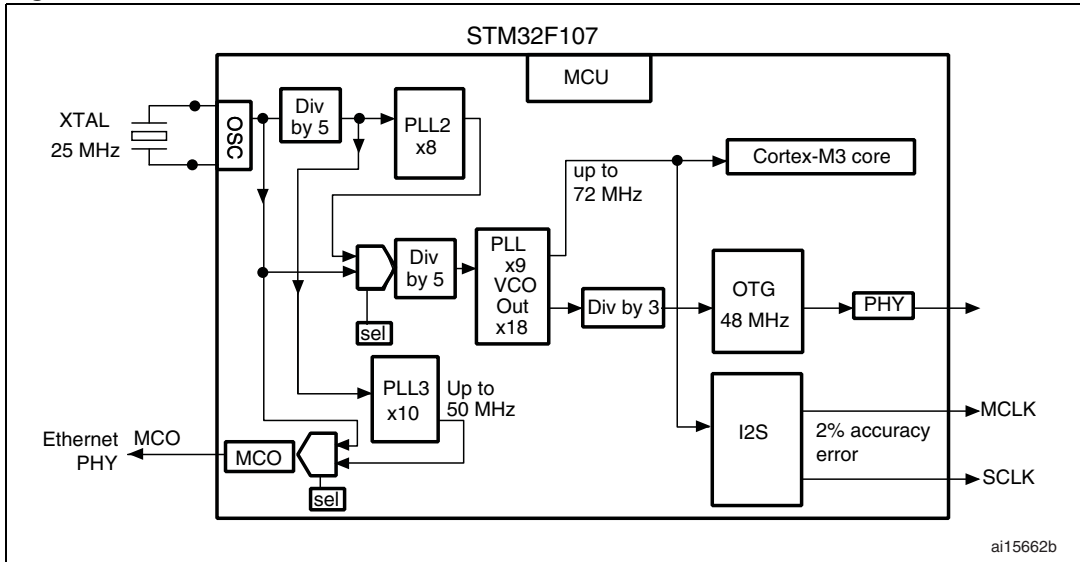 STM32F107
MCU
XTAL
25 MHz
OSC
Div
by 5
PLL2
x8
up to
72 MHz
Cortex-M3 core
Div
by 5
sel
PLL
x9
VCO
Out
x18
Div by 3
OTG
48 MHz
PHY
PLL3
x10
Up to
50 MHz
I2S
2% accuracy
error
MCLK
SCLK
Ethernet
PHY
MCO
MCO
sel
ai15662b